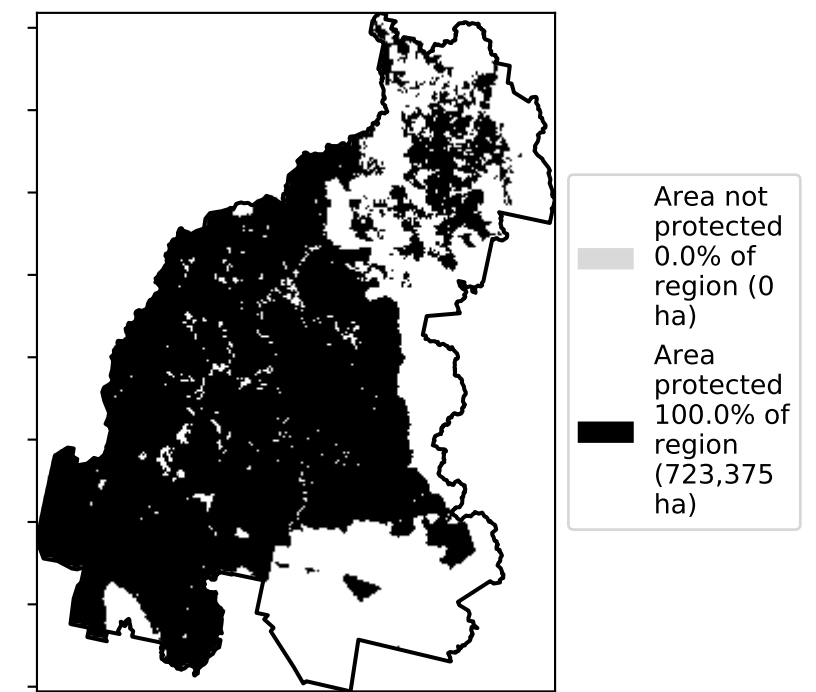 Area not
protected
0.0% of
region (0
ha)
Area
protected
100.0% of
region
(723,375
ha)